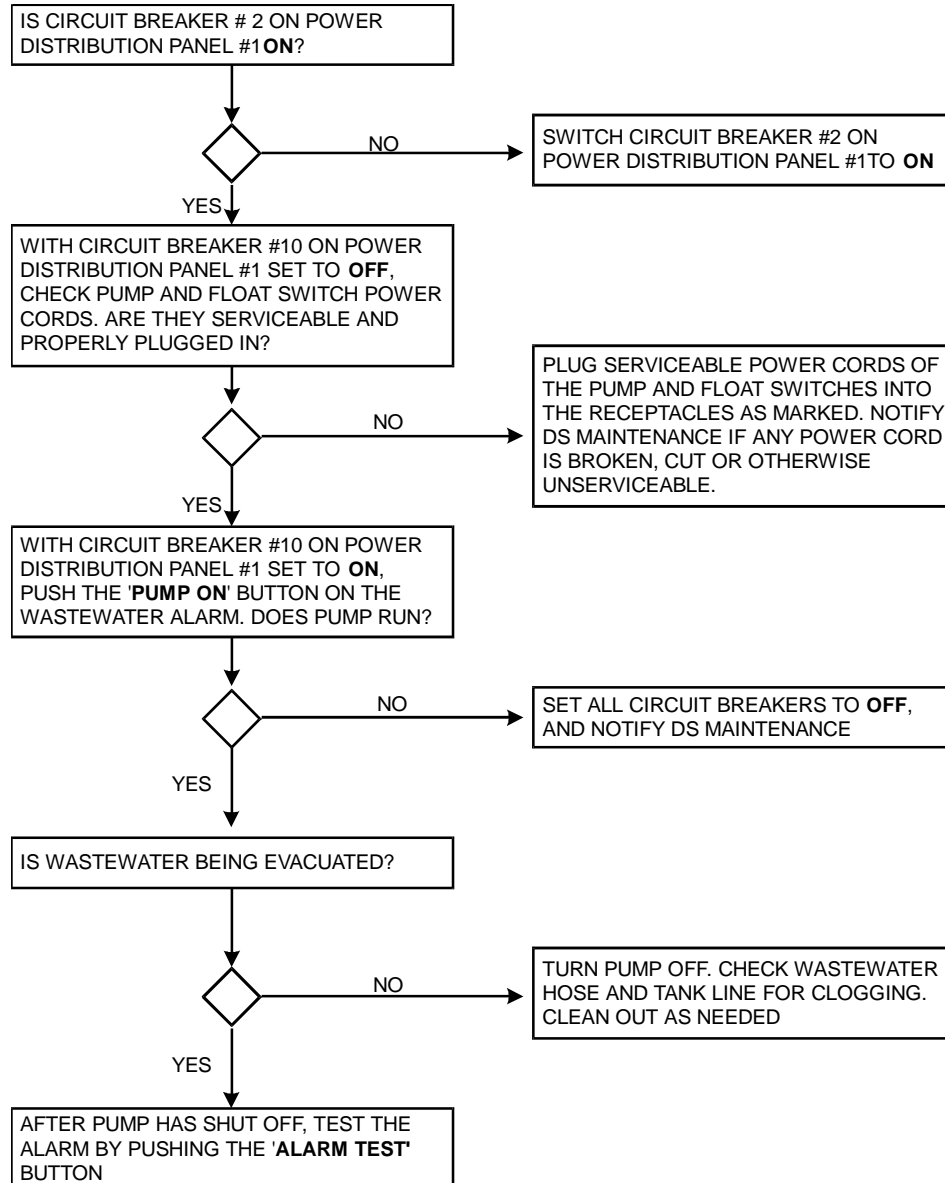 IS CIRCUIT BREAKER # 2 ON POWER
DISTRIBUTION PANEL #1ON?
NO
SWITCH CIRCUIT BREAKER #2 ON
POWER DISTRIBUTION PANEL #1TO ON
YES
WITH CIRCUIT BREAKER #10 ON POWER
DISTRIBUTION PANEL #1 SET TO OFF,
CHECK PUMP AND FLOAT SWITCH POWER
CORDS. ARE THEY SERVICEABLE AND
PROPERLY PLUGGED IN?
NO
PLUG SERVICEABLE POWER CORDS OF
THE PUMP AND FLOAT SWITCHES INTO
THE RECEPTACLES AS MARKED. NOTIFY
DS MAINTENANCE IF ANY POWER CORD
IS BROKEN, CUT OR OTHERWISE
UNSERVICEABLE.
YES
WITH CIRCUIT BREAKER #10 ON POWER
DISTRIBUTION PANEL #1 SET TO ON,
PUSH THE 'PUMP ON' BUTTON ON THE
WASTEWATER ALARM. DOES PUMP RUN?
NO
SET ALL CIRCUIT BREAKERS TO OFF,
AND NOTIFY DS MAINTENANCE
YES
IS WASTEWATER BEING EVACUATED?
NO
TURN PUMP OFF. CHECK WASTEWATER
HOSE AND TANK LINE FOR CLOGGING.
CLEAN OUT AS NEEDED
YES
AFTER PUMP HAS SHUT OFF, TEST THE
ALARM BY PUSHING THE 'ALARM TEST'
BUTTON